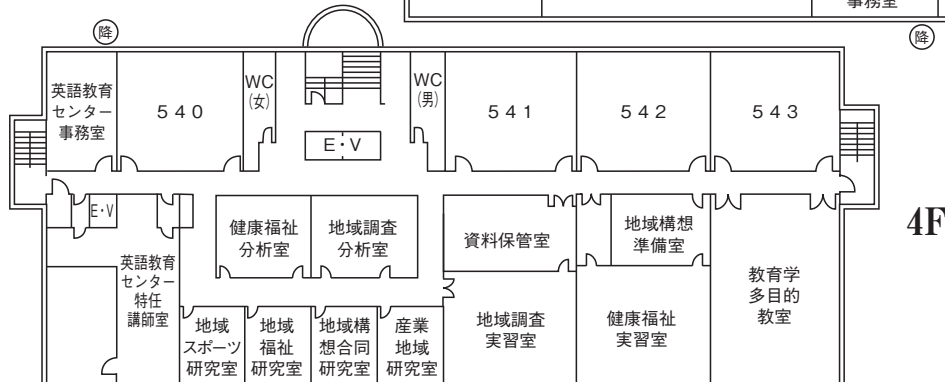 事務室
降
降
英語教育
センター
事務室
540
WC
(女)
E・V
WC
(男)
541
542
543
E・V
健康福祉
分析室
地域調査
分析室
資料保管室
地域構想
準備室
4F
英語教育
センター
特任
講師室
教育学
多目的
教室
地域
スポーツ
研究室
地域
福祉
研究室
地域構
想合同
研究室
産業
地域
研究室
地域調査
実習室
健康福祉
実習室